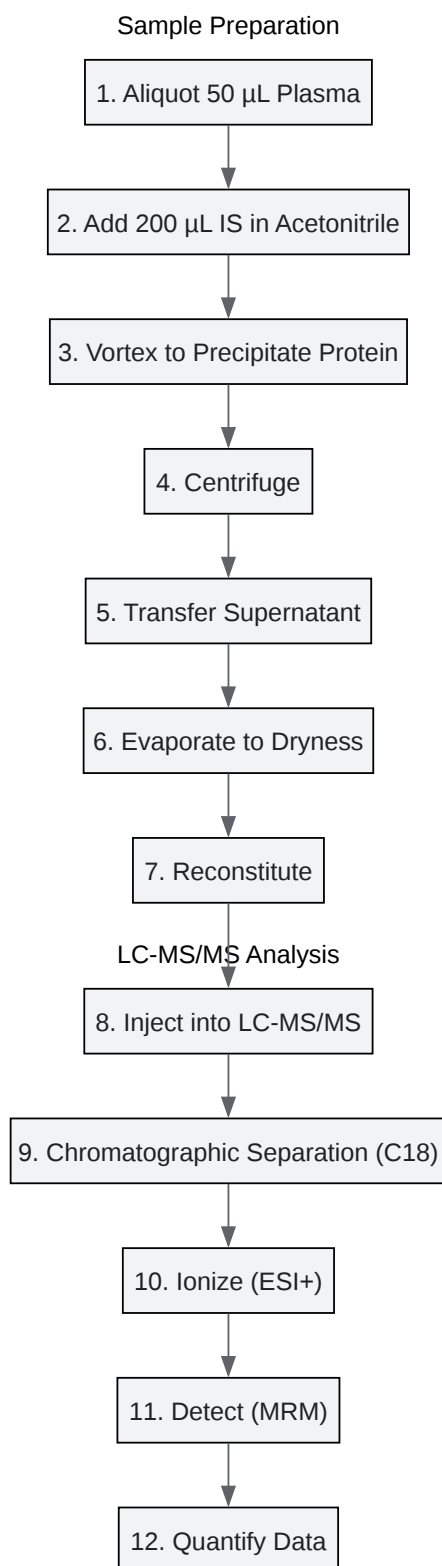 Sample Preparation
1. Aliquot 50 µL Plasma
2. Add 200 µL IS in Acetonitrile
3. Vortex to Precipitate Protein
4. Centrifuge
5. Transfer Supernatant
6. Evaporate to Dryness
7. Reconstitute
LC-MS/MS Analysis
8. Inject into LC-MS/MS
9. Chromatographic Separation (C18)
10. Ionize (ESI+)
11. Detect (MRM)
12. Quantify Data